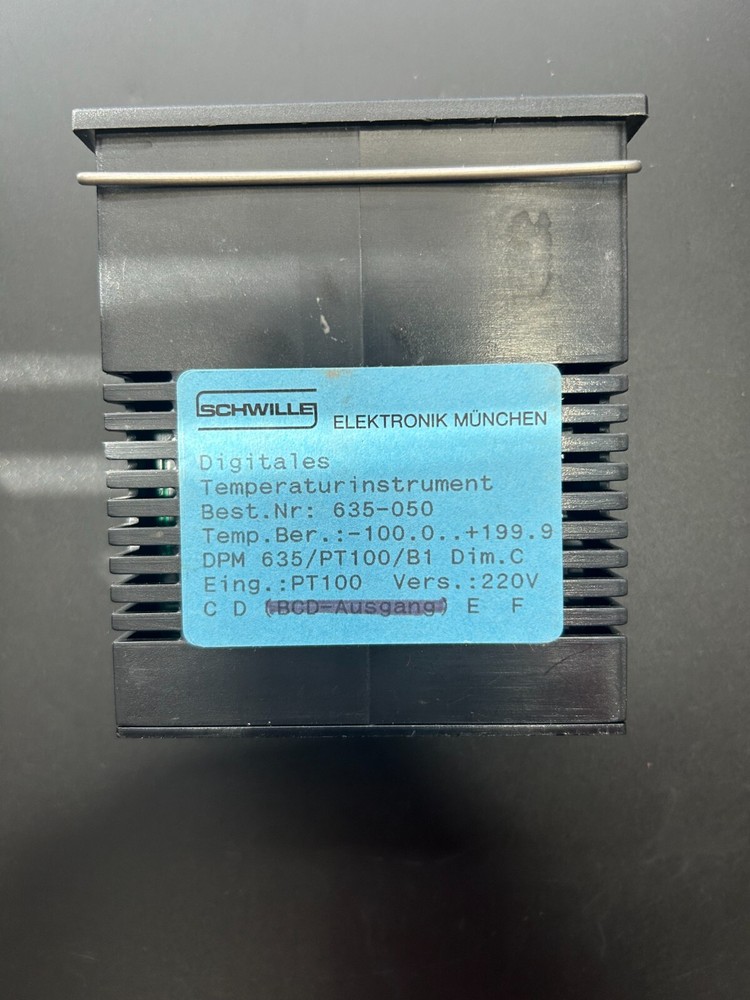 SCHWILLE ELEKTRONIK MÜNCHEN
Digitales
Temperaturinstrument
Best.Nr: 635-050
Temp.Ber.:-100.0..+199.9
DPM 635/PT100/B1 Dim.C
Eing.:PT100 Vers.:220V
C D (BCD-Ausgang) E F